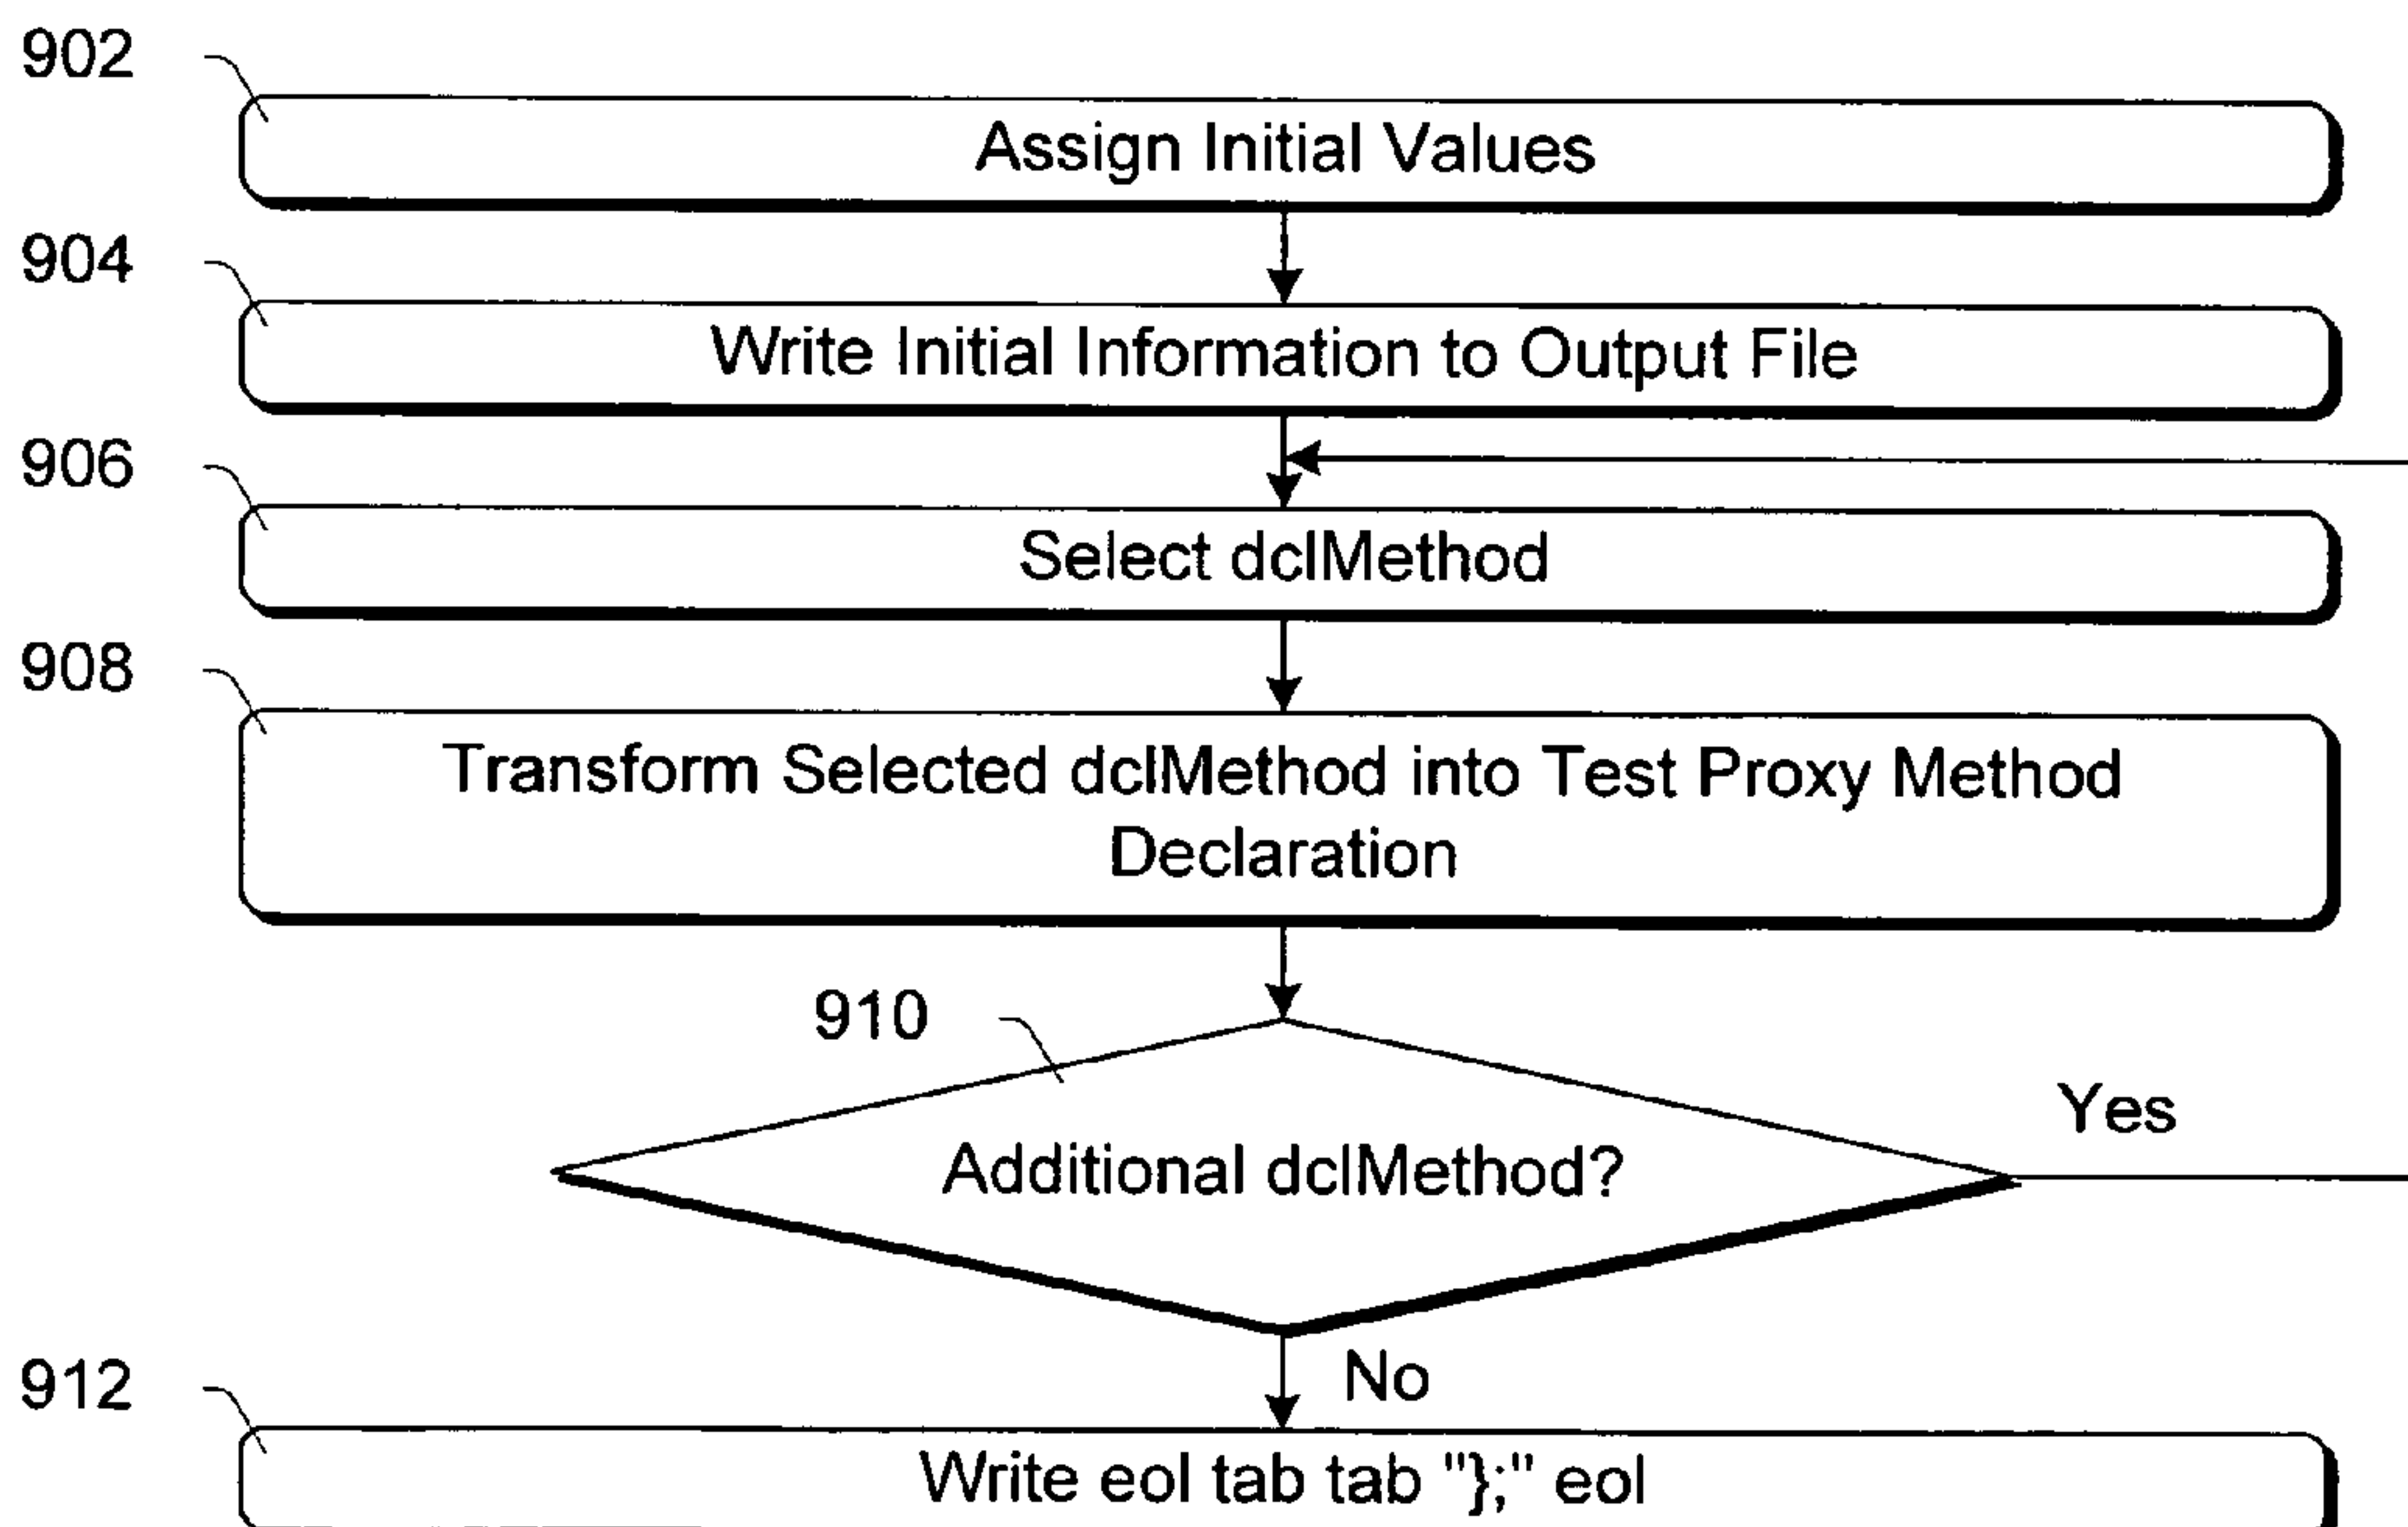 902
Assign Initial Values
904
Write Initial Information to Output File
906
Select dclMethod
908
Transform Selected dclMethod into Test Proxy Method
Declaration
910
Additional dclMethod?
Yes
No
912
Write eol tab tab "};" eol